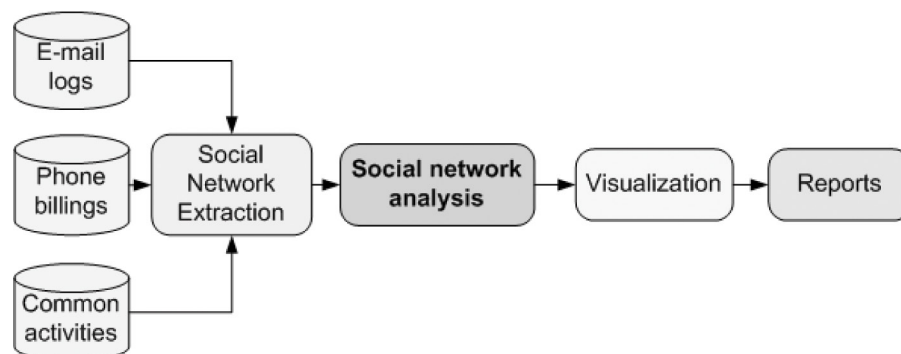 E-mail
logs
Phone
billings
Common
activities
Social
Network
Extraction
Social network
analysis
Visualization
Reports